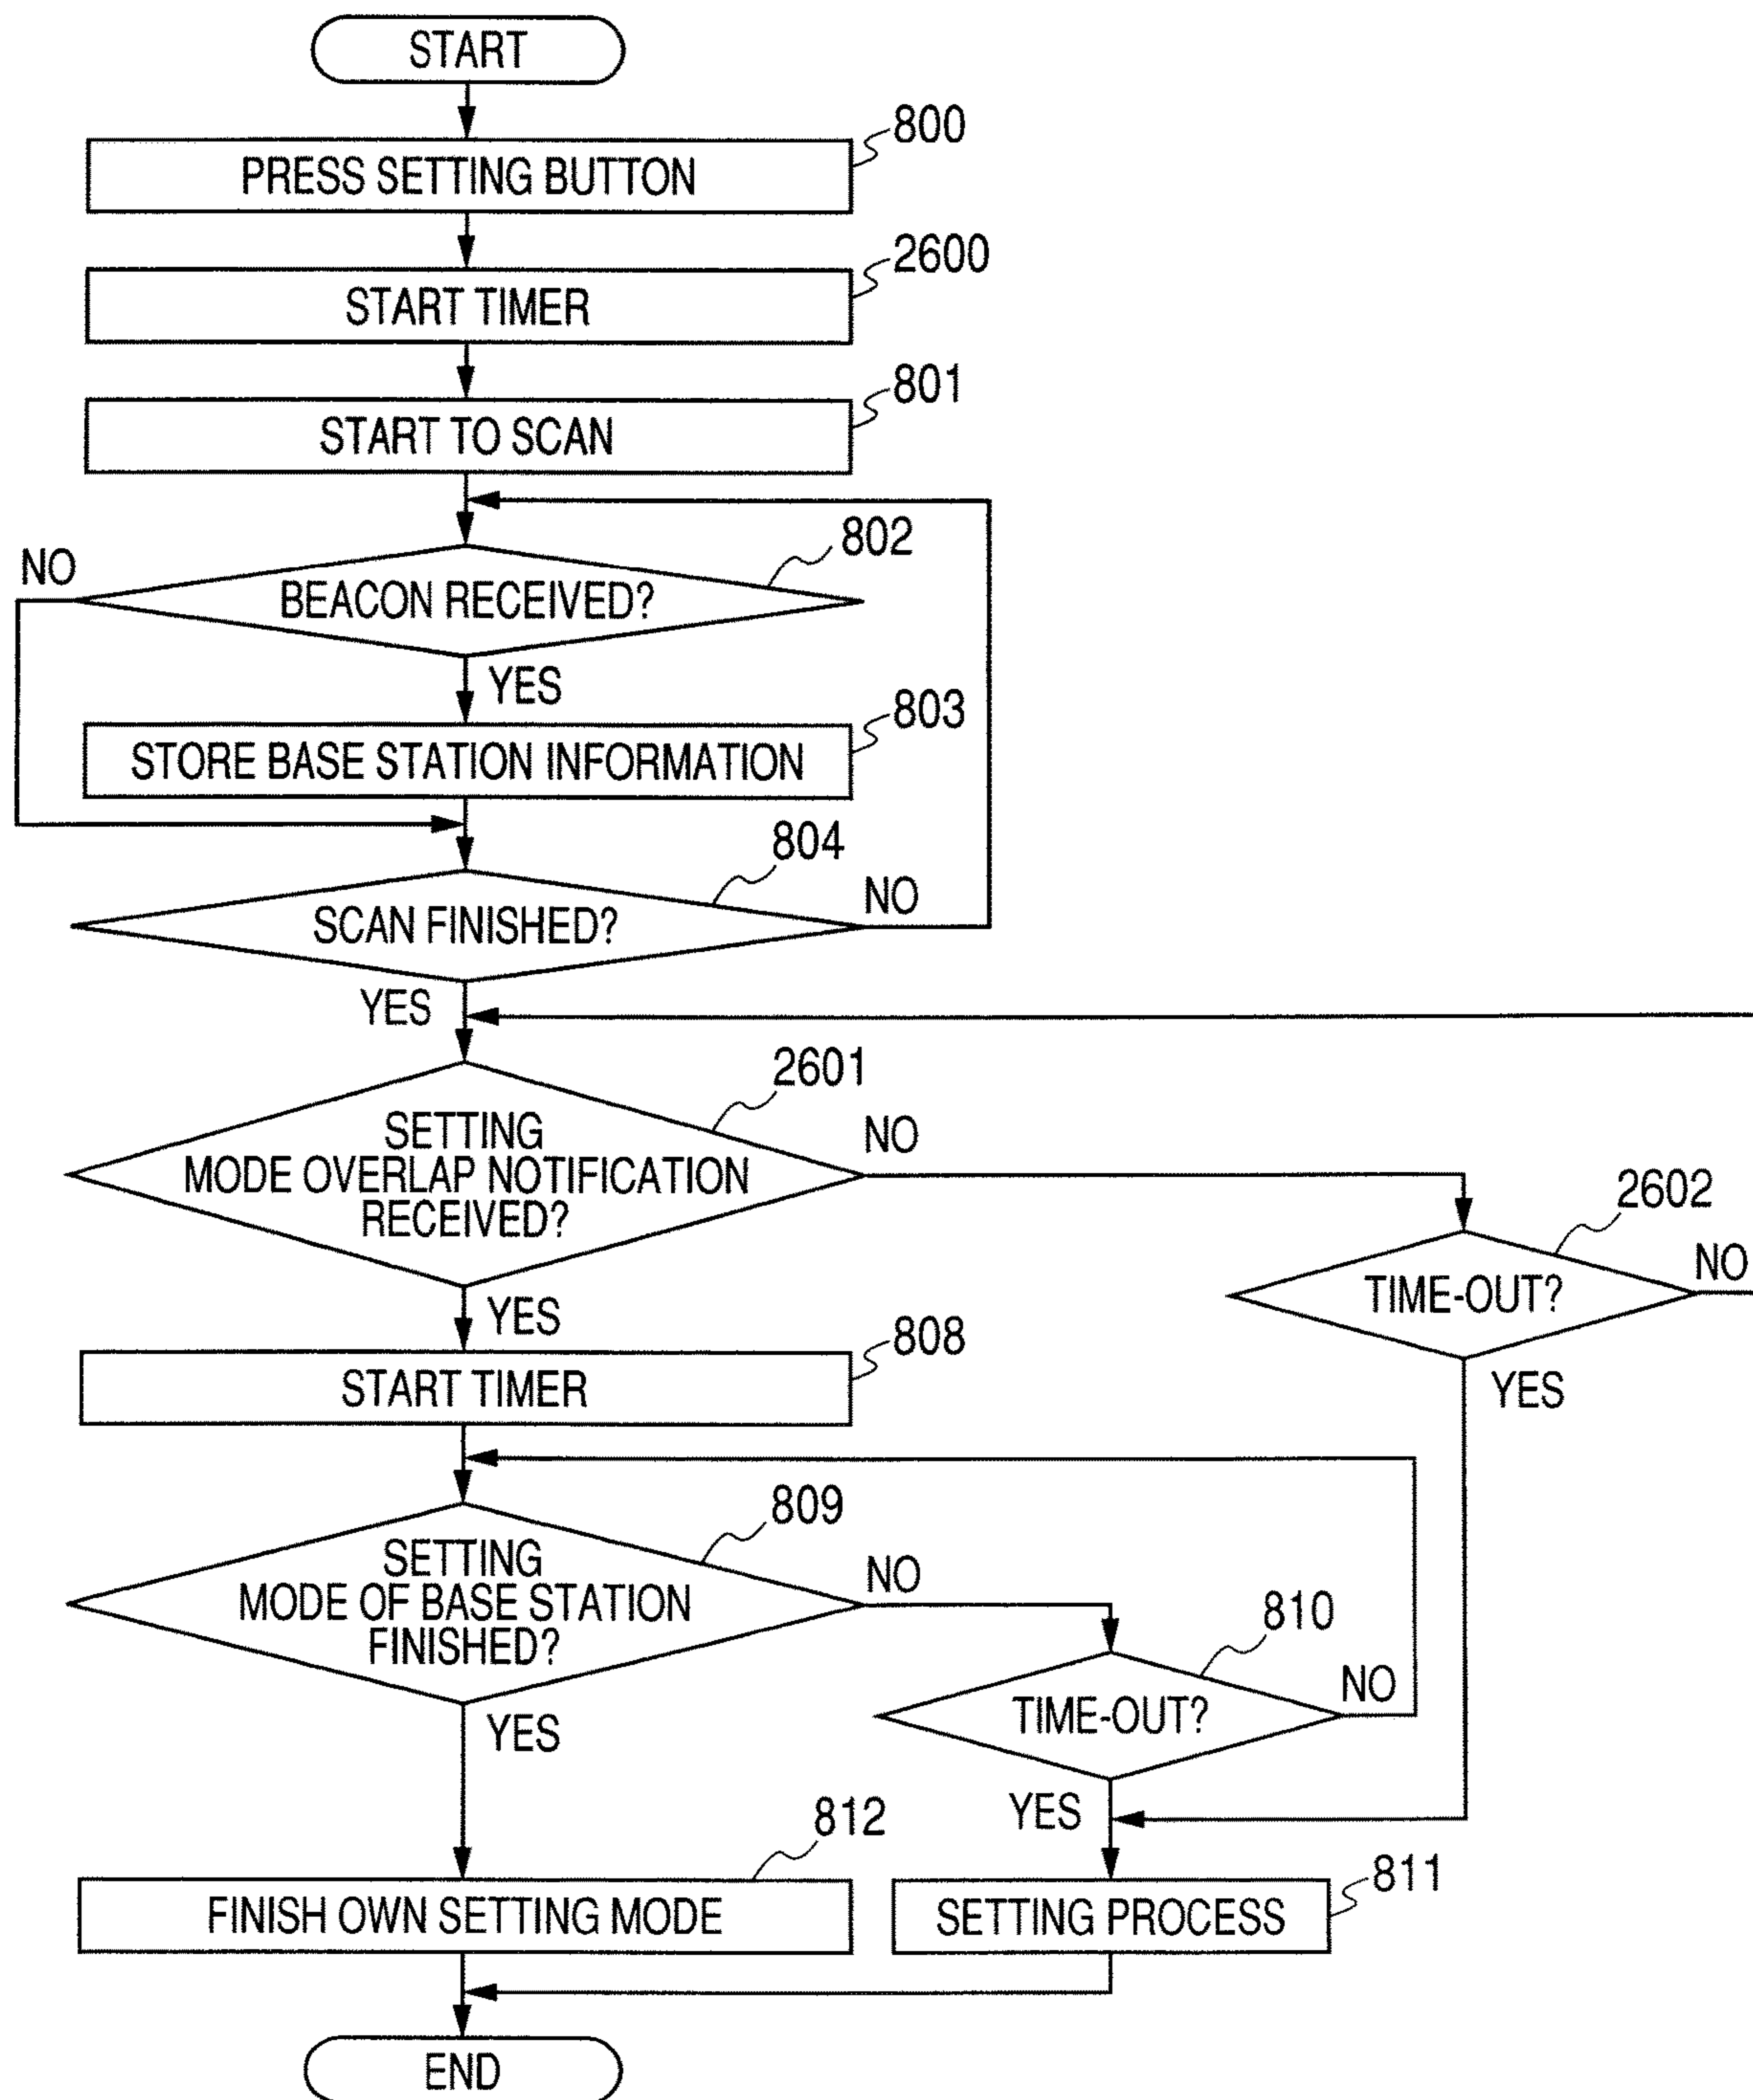 START
800
PRESS SETTING BUTTON
2600
START TIMER
801
START TO SCAN
802
NO
BEACON RECEIVED?
YES
803
STORE BASE STATION INFORMATION
804
NO
SCAN FINISHED?
YES
2601
SETTING
MODE OVERLAP NOTIFICATION
RECEIVED?
NO
2602
TIME-OUT?
NO
YES
YES
808
START TIMER
809
SETTING
MODE OF BASE STATION
FINISHED?
NO
810
TIME-OUT?
NO
YES
YES
812
FINISH OWN SETTING MODE
811
SETTING PROCESS
END